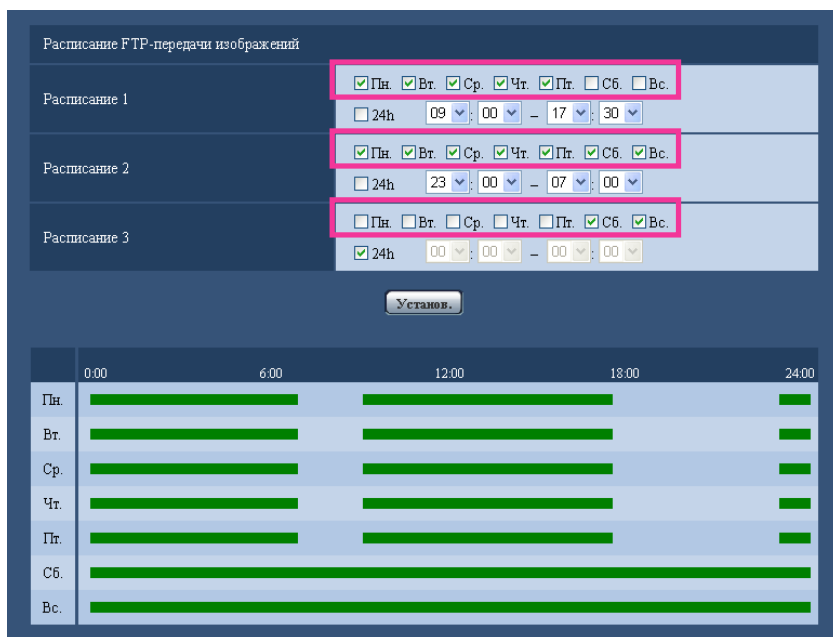 Расписание FTP-передачи изображений
Расписание 1
Пн. Вт. Ср. Чт. Пт. Сб. Вс.
24h 09 : 00 – 17 : 30
Расписание 2
Пн. Вт. Ср. Чт. Пт. Сб. Вс.
24h 23 : 00 – 07 : 00
Расписание 3
Пн. Вт. Ср. Чт. Пт. Сб. Вс.
24h 00 : 00 – 00 : 00
Установ.
0:00 6:00 12:00 18:00 24:00
Пн.
Вт.
Ср.
Чт.
Пт.
Сб.
Вс.